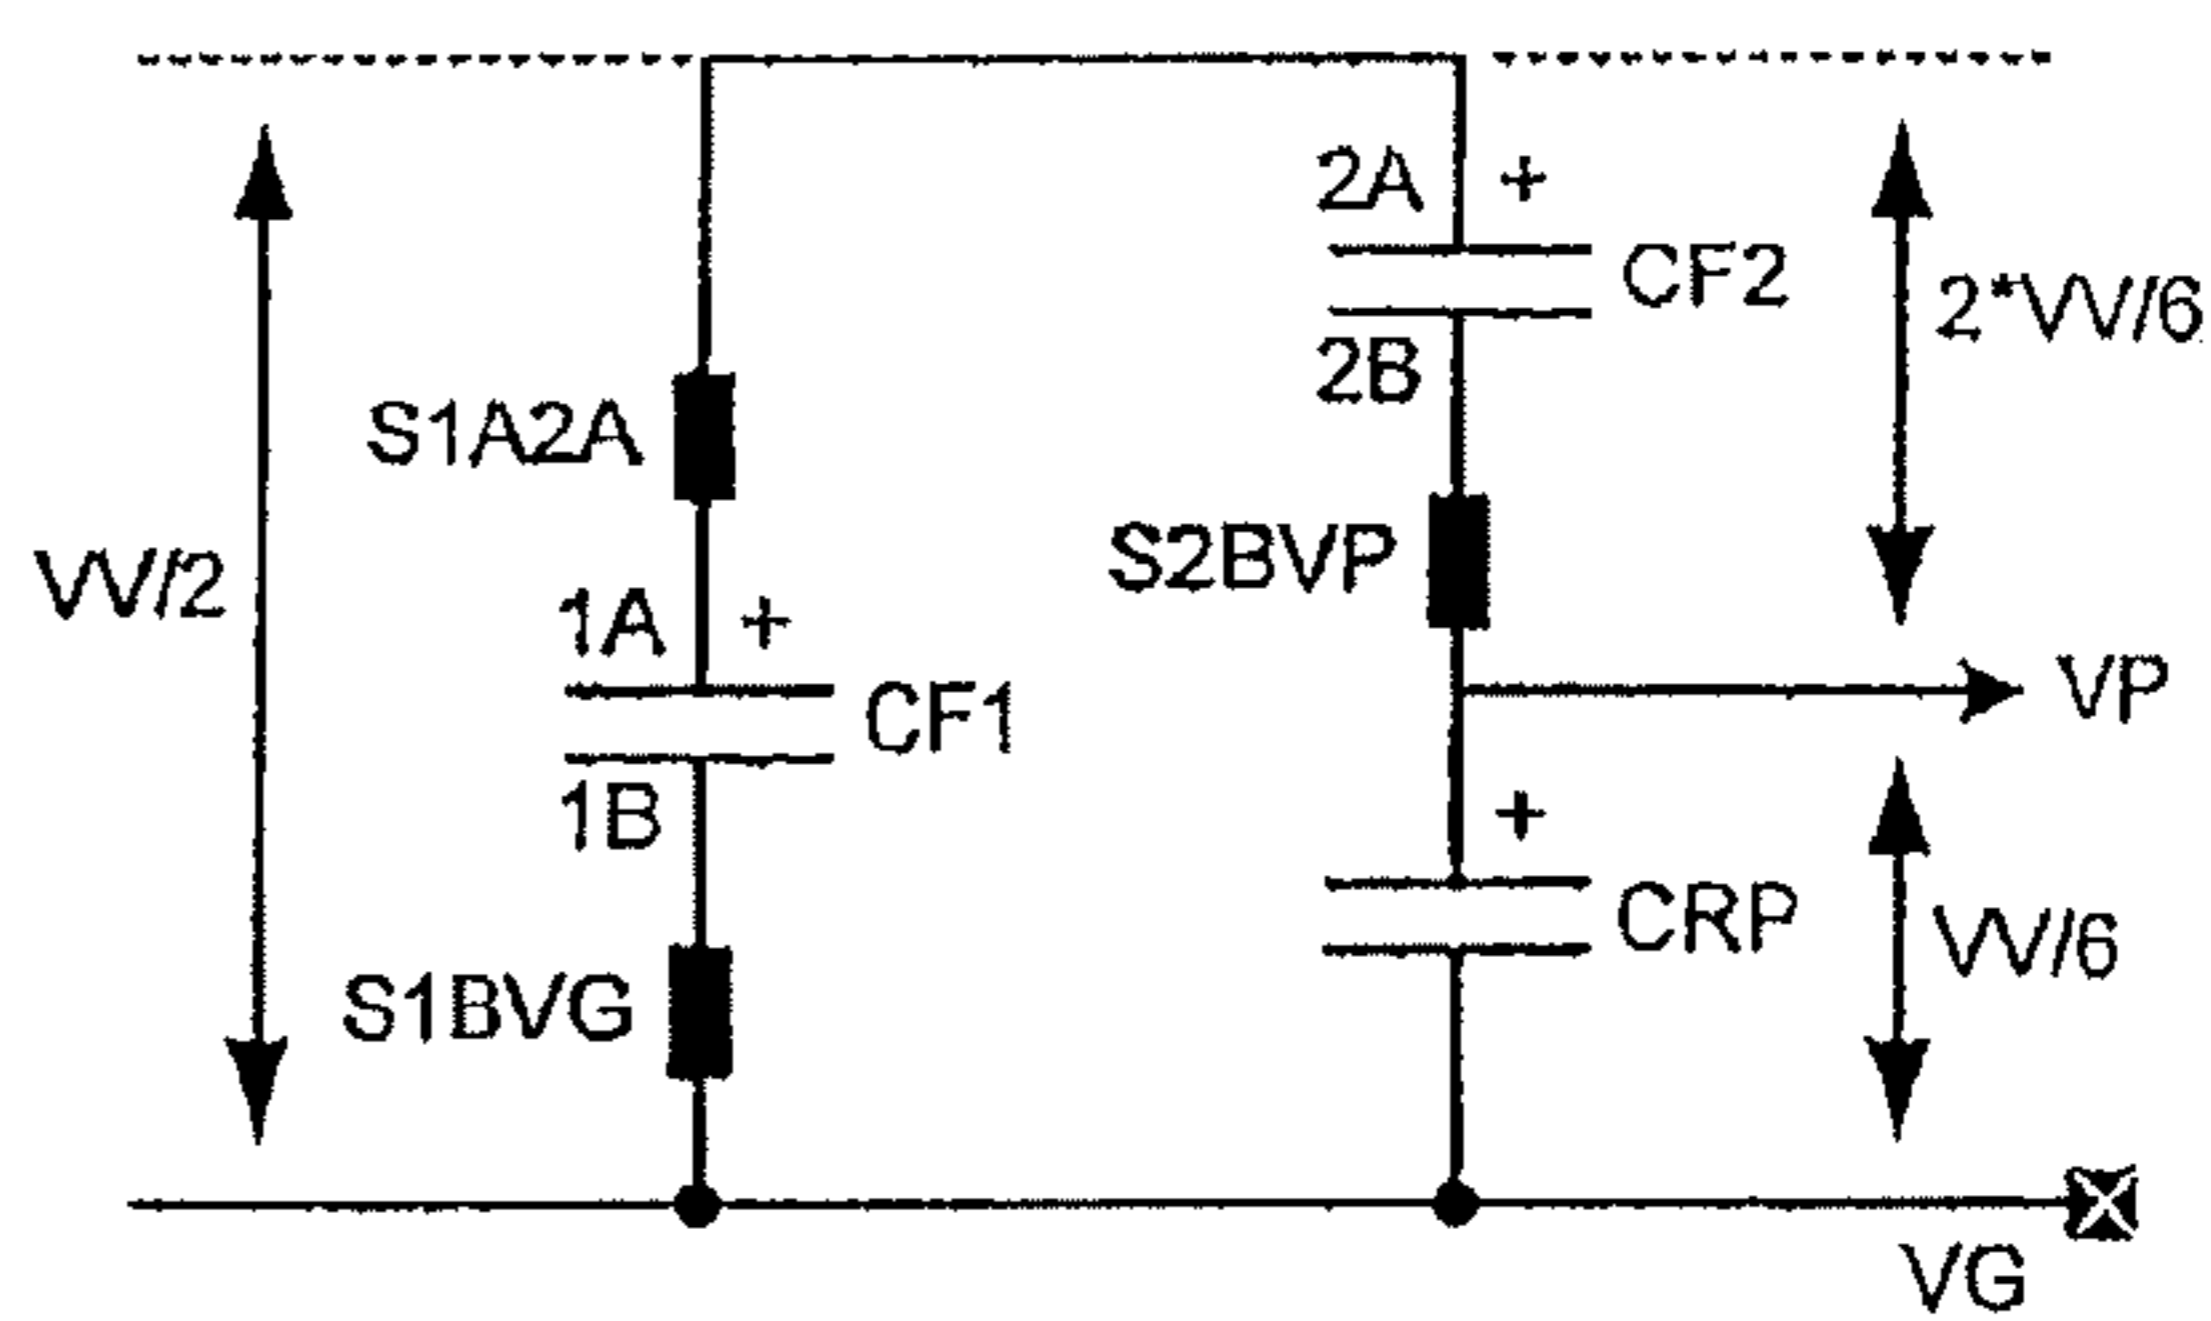 2A +
CF2
2*VV/6
2B
S1A2A
S2BVP
VV/2
1A +
VP
CF1
1B
+
CRP
VV/6
S1BVG
VG